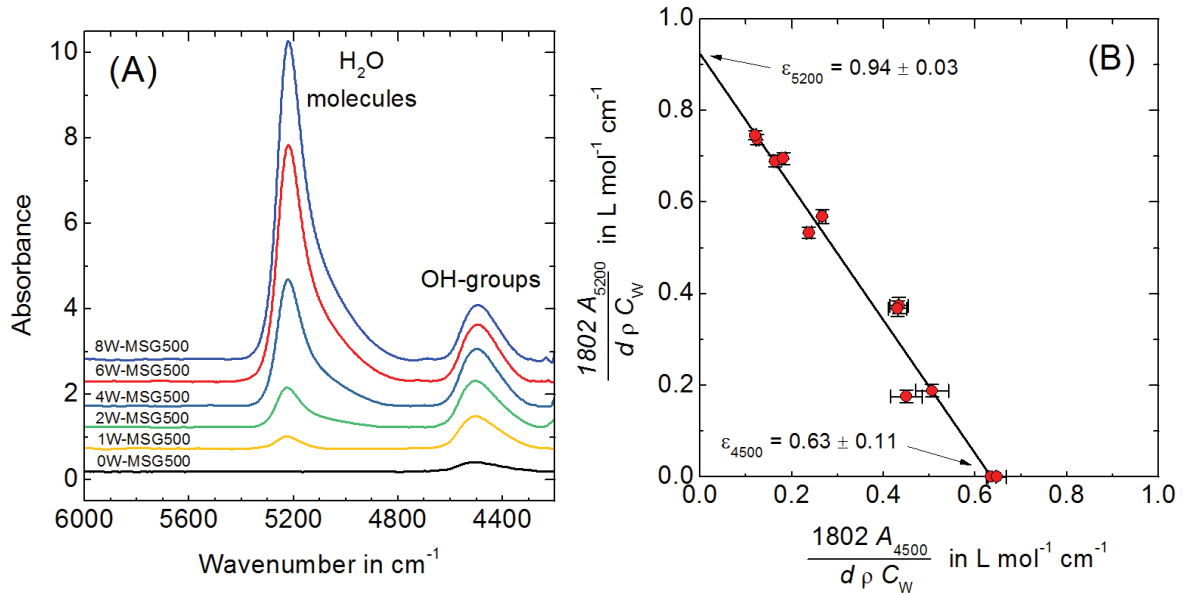 (A)
H₂O
molecules
OH-groups
8W-MSG500
6W-MSG500
4W-MSG500
2W-MSG500
1W-MSG500
0W-MSG500
10
8
6
4
2
0
Absorbance
6000 5600 5200 4800 4400
Wavenumber in cm⁻¹
(B)
ε₅₂₀₀ = 0.94 ± 0.03
ε₄₅₀₀ = 0.63 ± 0.11
1.0
0.8
0.6
0.4
0.2
0.0
1802 A₅₂₀₀
d ρ C_W
in L mol⁻¹ cm⁻¹
0.0 0.2 0.4 0.6 0.8 1.0
1802 A₄₅₀₀
d ρ C_W
in L mol⁻¹ cm⁻¹